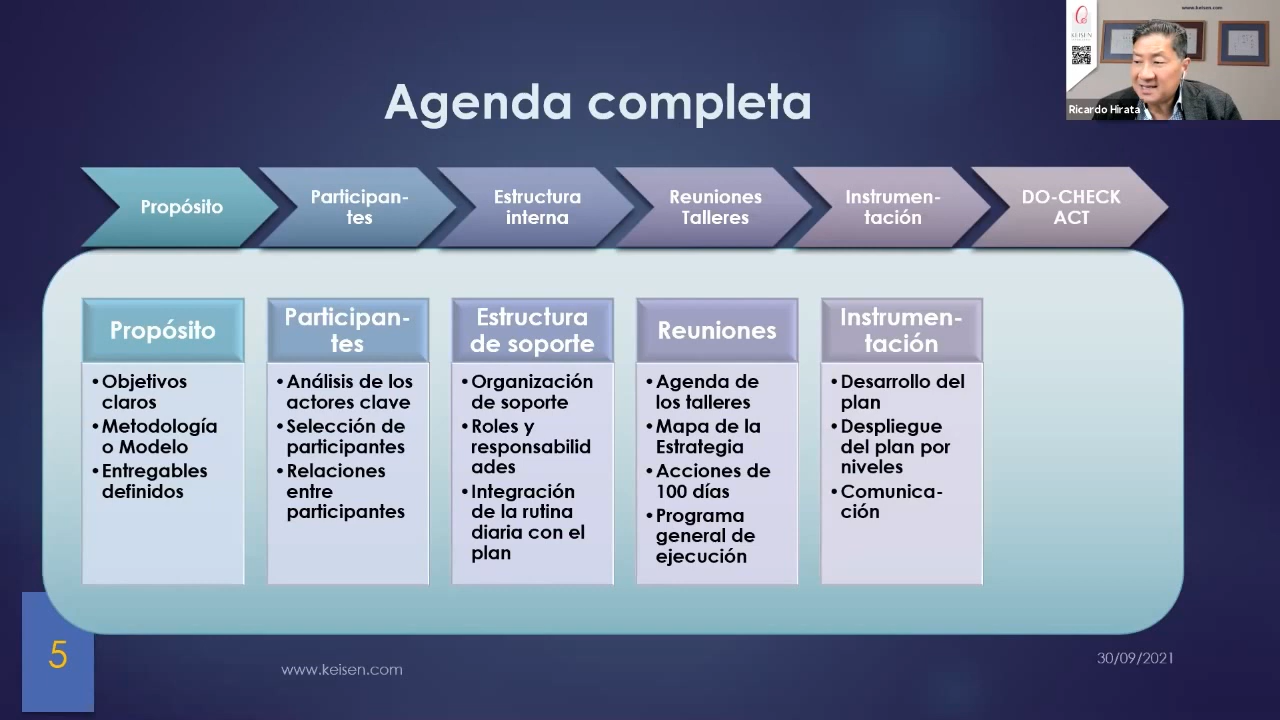 www.keisen.com
KEISEN
Ricardo Hirata
Agenda completa
Propósito
Participan-
tes
Estructura
interna
Reuniones
Talleres
Instrumen-
tación
DO-CHECK
ACT
Propósito
•Objetivos
claros
•Metodología
o Modelo
•Entregables
definidos
Participan-
tes
•Análisis de los
actores clave
•Selección de
participantes
•Relaciones
entre
participantes
Estructura
de soporte
•Organización
de soporte
•Roles y
responsabilid
ades
•Integración
de la rutina
diaria con el
plan
Reuniones
•Agenda de
los talleres
•Mapa de la
Estrategia
•Acciones de
100 días
•Programa
general de
ejecución
Instrumen-
tación
•Desarrollo del
plan
•Despliegue
del plan por
niveles
•Comunica-
ción
5
www.keisen.com
30/09/2021